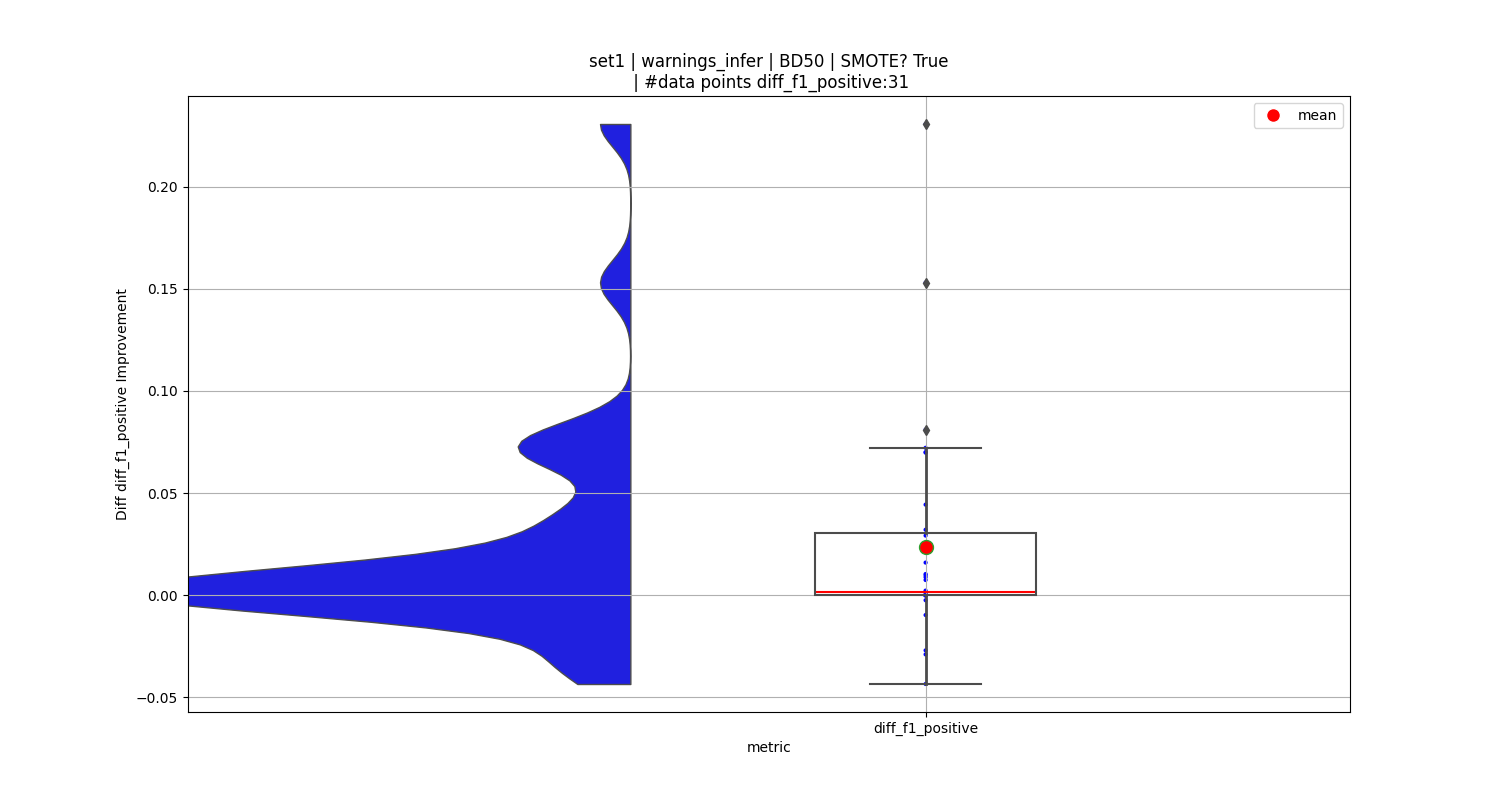 set1 | warnings_infer | BD50 | SMOTE? True
| #data points diff_f1_positive:31
mean
Diff diff_f1_positive Improvement
0.20
0.15
0.10
0.05
0.00
−0.05
diff_f1_positive
metric